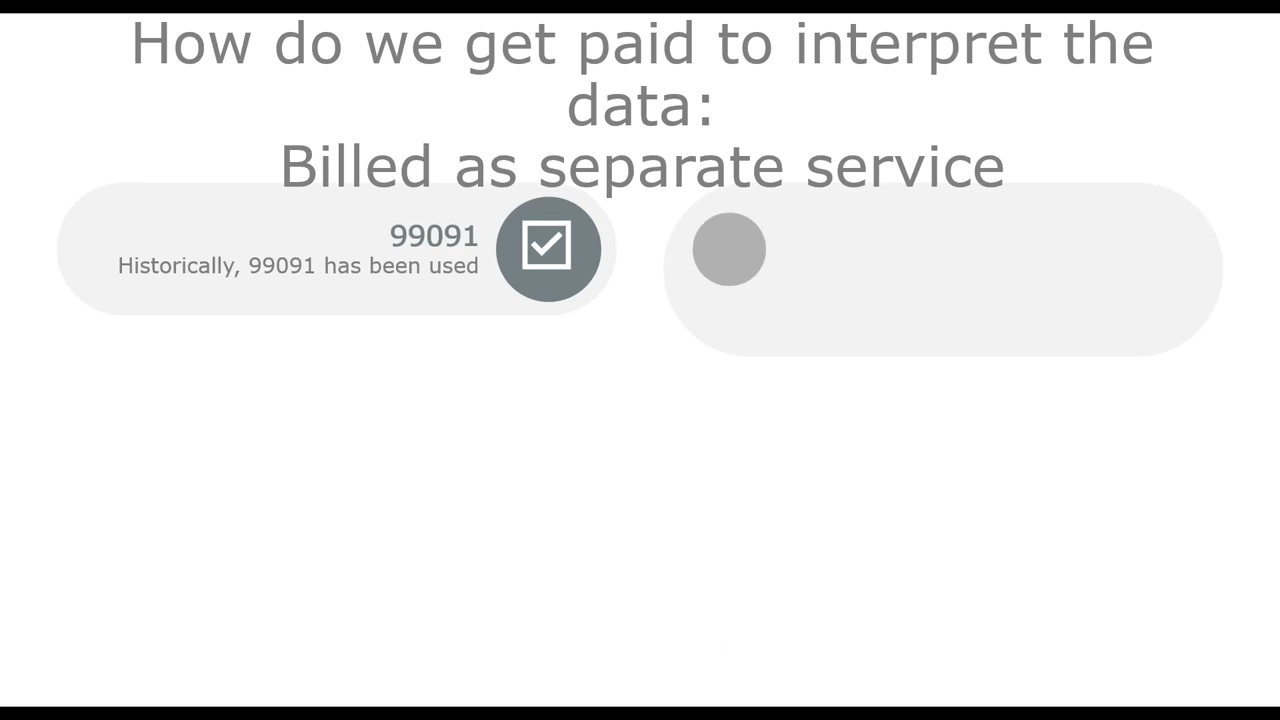 How do we get paid to interpret the
data:
Billed as separate service
99091
Historically, 99091 has been used